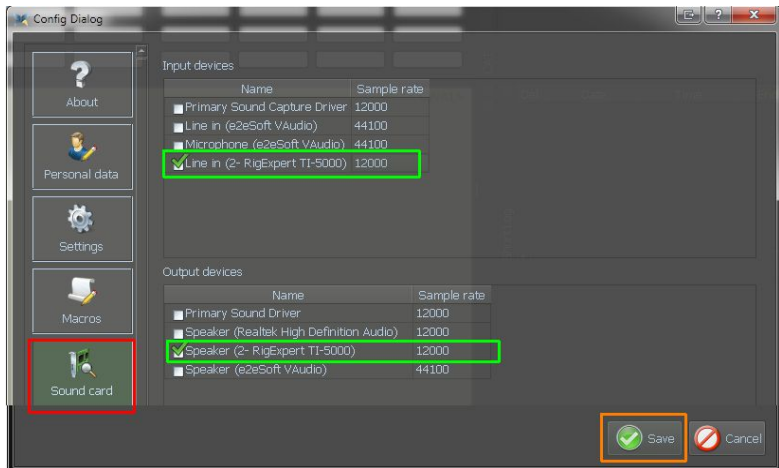 Config Dialog
?
About
Personal data
Settings
Macros
Sound card
Input devices
Name Sample rate
Primary Sound Capture Driver 12000
Line in (e2eSoft VAudio) 44100
Microphone (e2eSoft VAudio) 44100
Line in (2- RigExpert TI-5000) 12000
Output devices
Name Sample rate
Primary Sound Driver 12000
Speaker (Realtek High Definition Audio) 12000
Speaker (2- RigExpert TI-5000) 12000
Speaker (e2eSoft VAudio) 44100
Save Cancel